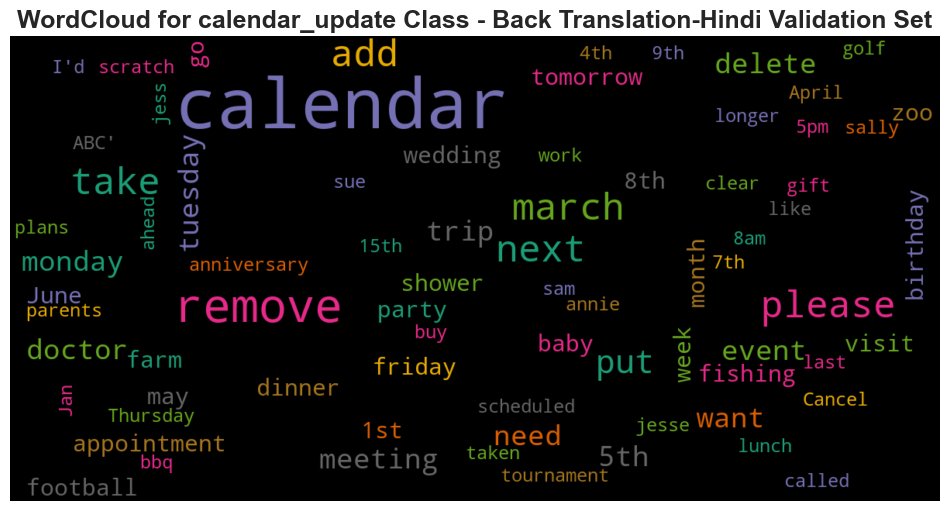 WordCloud for calendar_update Class - Back Translation-Hindi Validation Set
go
add
4th
9th
golf
I'd
scratch
tomorrow
delete
jess
calendar
April
zoo
longer
5pm
sally
ABC'
tuesday
wedding
work
take
sue
8th
clear
gift
ahead
march
like
birthday
plans
trip
next
15th
8am
monday
anniversary
month
7th
June
shower
sam
parents
remove
party
annie
please
buy
doctor
baby
week
event
visit
farm
friday
put
fishing
last
Jan
may
dinner
scheduled
Cancel
Thursday
1st
need
jesse
want
appointment
meeting
taken
5th
lunch
bbq
tournament
called
football